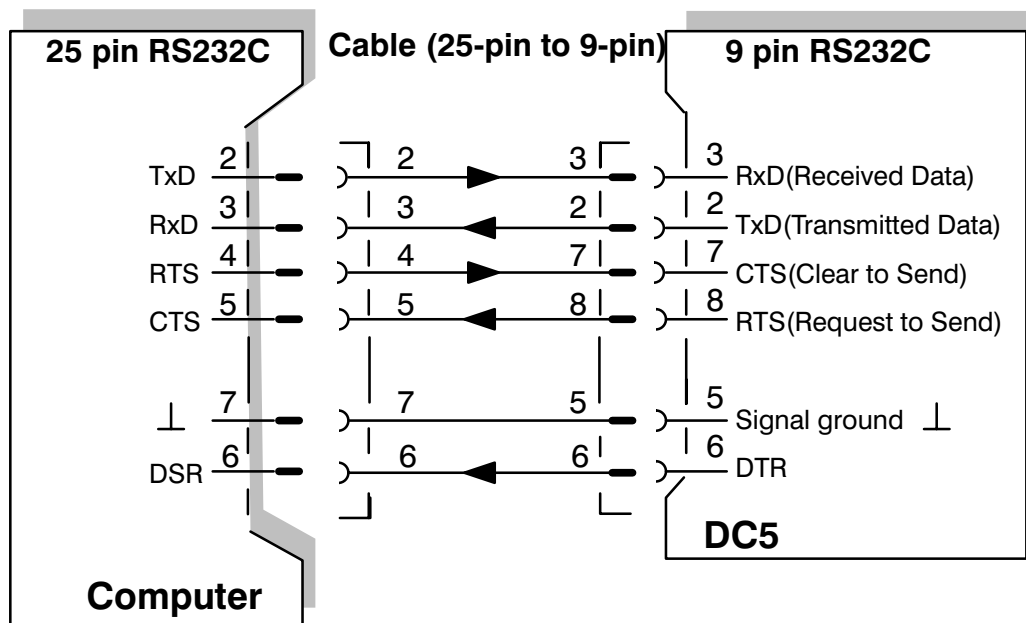 25 pin RS232C Cable (25-pin to 9-pin) 9 pin RS232C
TxD 2 2 3 3 RxD(Received Data)
RxD 3 3 2 2 TxD(Transmitted Data)
RTS 4 4 7 7 CTS(Clear to Send)
CTS 5 5 8 8 RTS(Request to Send)
7 7 5 5 Signal ground
DSR 6 6 6 6 DTR
DC5
Computer